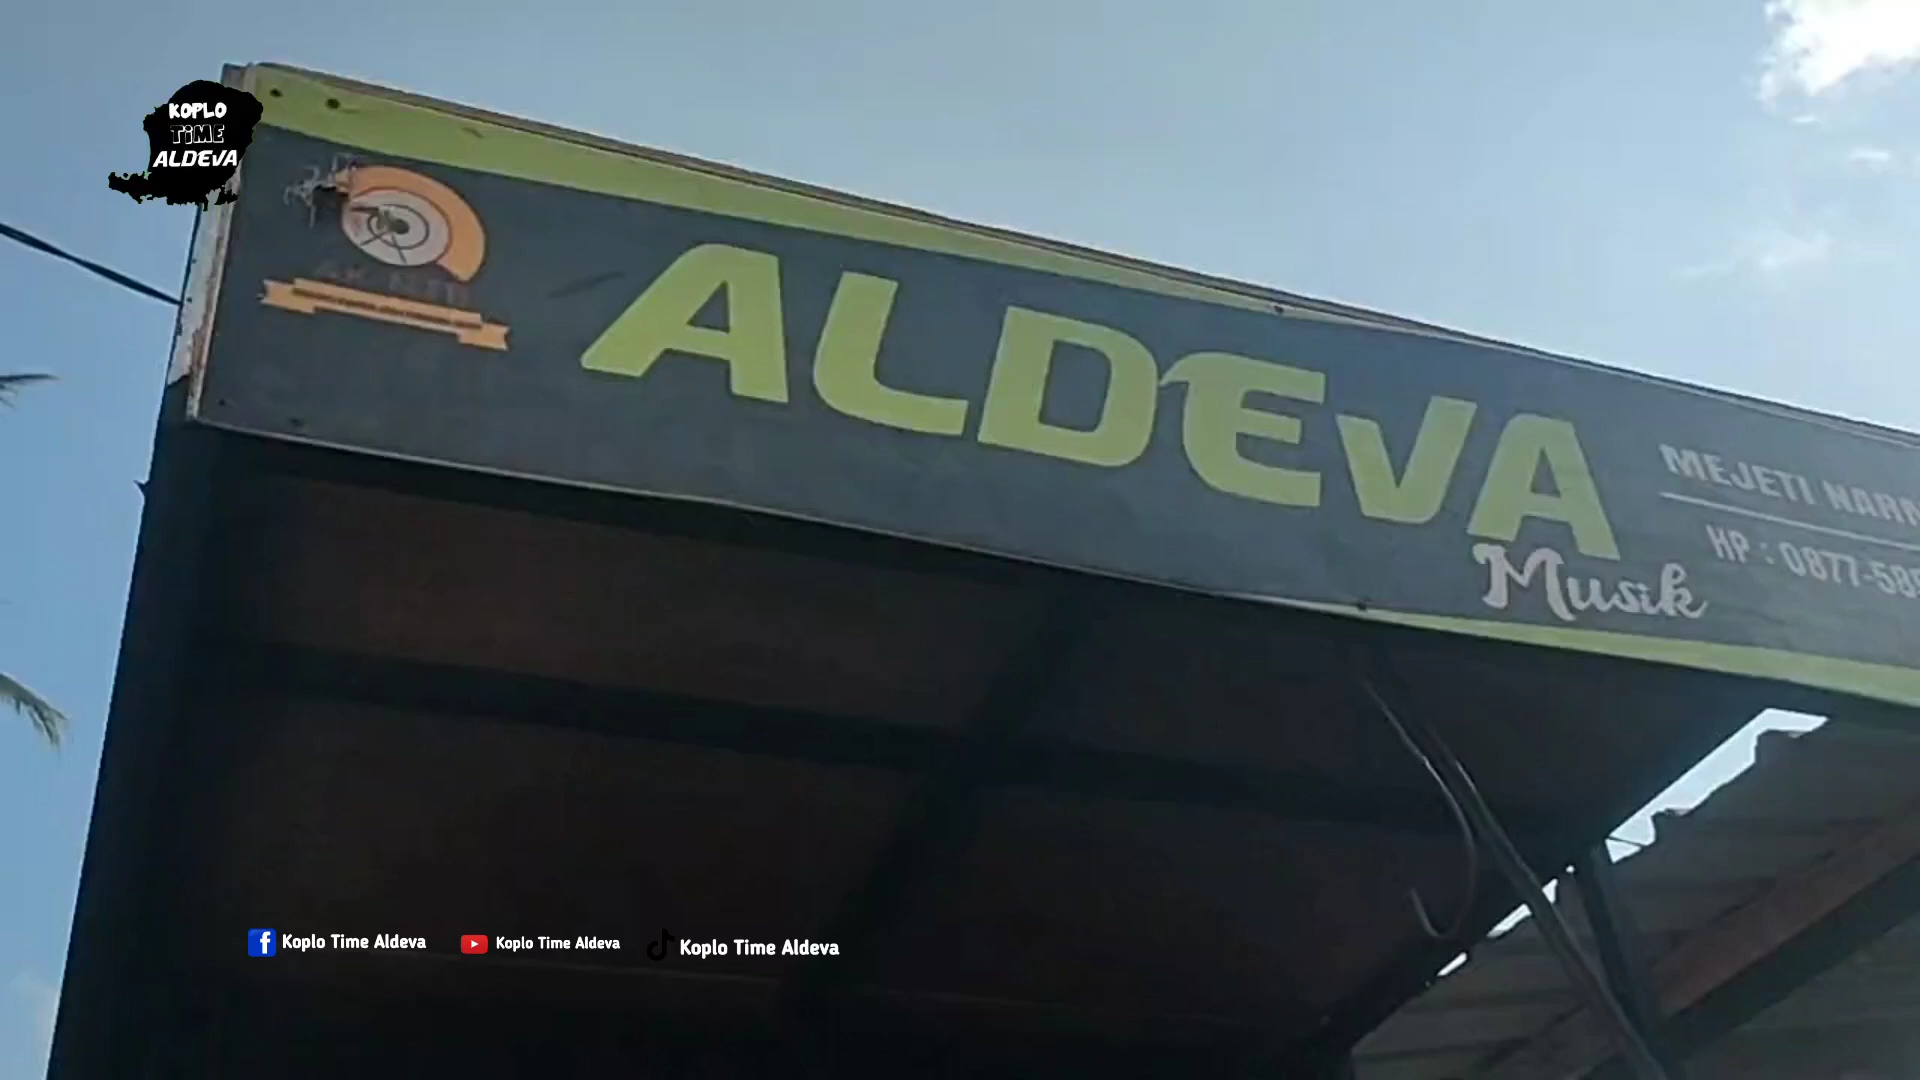 KOPLO
TiME
ALDEVA
ALDEVA
Musik
MEJETI
HP : 0877-58
Koplo Time Aldeva
Koplo Time Aldeva
Koplo Time Aldeva